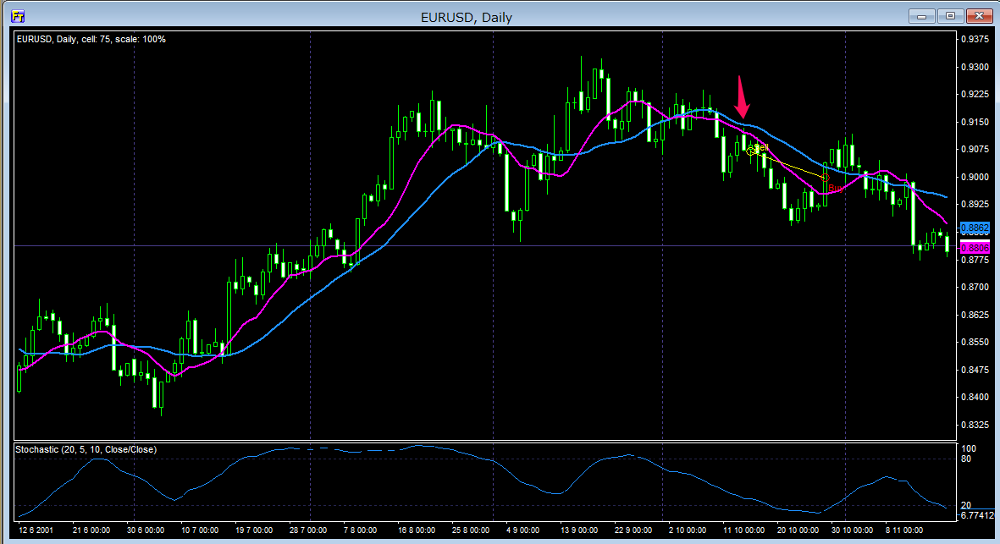 FT
EURUSD, Daily
EURUSD, Daily, cell: 75, scale: 100%
0.9375
0.9300
0.9225
0.9150
0.9075
0.9000
0.8925
0.8862
0.8806
0.8775
0.8700
0.8625
0.8550
0.8475
0.8400
0.8325
Sell
Buy
Stochastic (20, 5, 10, Close/Close)
100
80
20
6.77412
12 6 2001
21 6 00:00
30 6 00:00
10 7 00:00
19 7 00:00
28 7 00:00
7 8 00:00
16 8 00:00
25 8 00:00
4 9 00:00
13 9 00:00
22 9 00:00
2 10 00:00
11 10 00:00
20 10 00:00
30 10 00:00
8 11 00:00